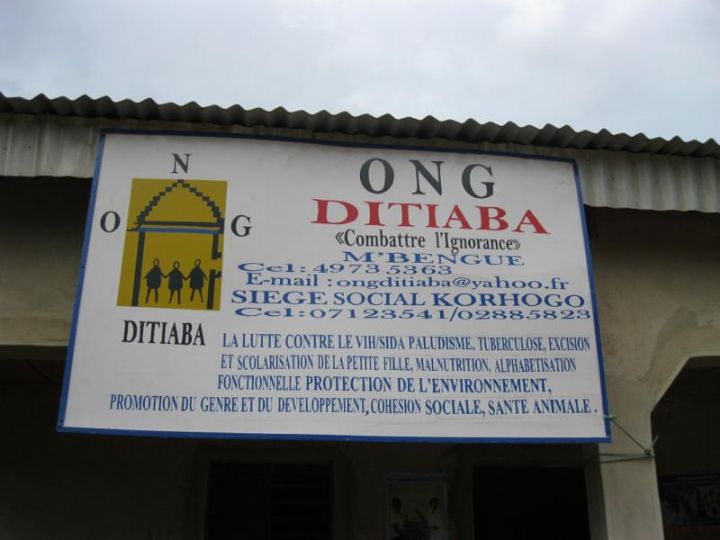 N
O G
DITIABA
ONG
DITIABA
«Combattre l'Ignorance»
M'BENGUE
Cel: 4973 5363
E-mail : ongditiaba@yahoo.fr
SIEGE SOCIAL KORHOGO
Cel: 07123541/02885823
LA LUTTE CONTRE LE VIH/SIDA PALUDISME, TUBERCULOSE, EXCISION
ET SCOLARISATION DE LA PETITE FILLE, MALNUTRITION, ALPHABETISATION
FONCTIONNELLE PROTECTION DE L'ENVIRONNEMENT,
PROMOTION DU GENRE ET DU DEVELOPPEMENT, COHESION SOCIALE, SANTE ANIMALE .